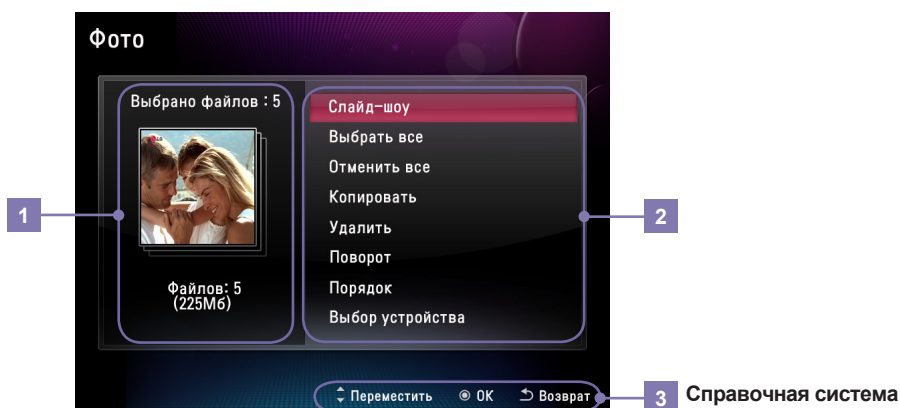 Фото
Выбрано файлов : 5
LG
Файлов: 5
(225Мб)
Слайд-шоу
Выбрать все
Отменить все
Копировать
Удалить
Поворот
Порядок
Выбор устройства
Переместить OK Возврат
1
2
3 Справочная система